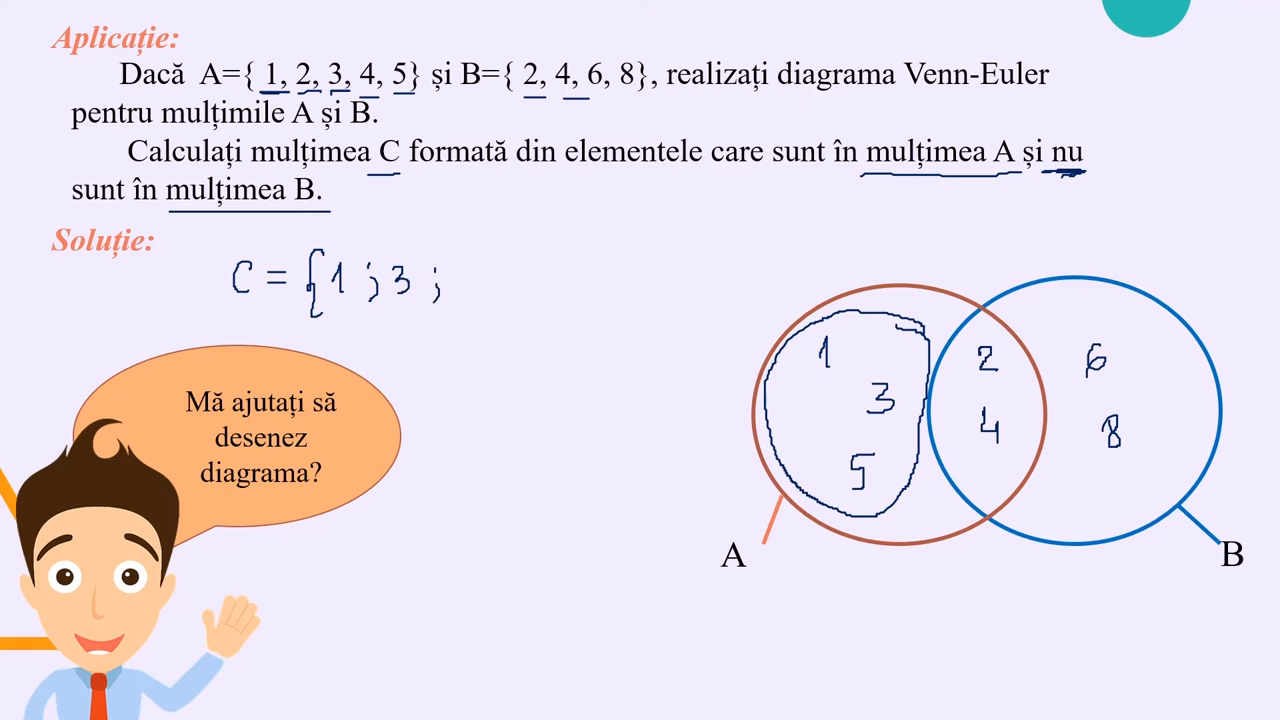 Aplicație:
Dacă A={ 1, 2, 3, 4, 5} și B={ 2, 4, 6, 8}, realizați diagrama Venn-Euler
pentru mulțimile A și B.
Calculați mulțimea C formată din elementele care sunt în mulțimea A și nu
sunt în mulțimea B.
Soluție:
C = {1 ; 3 ;
Mă ajutați să
desenez
diagrama?
1
3
5
2
4
6
8
A
B